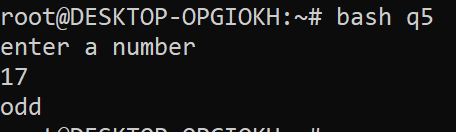 root@DESKTOP-OPGIOKH:~# bash q5
enter a number
17
odd